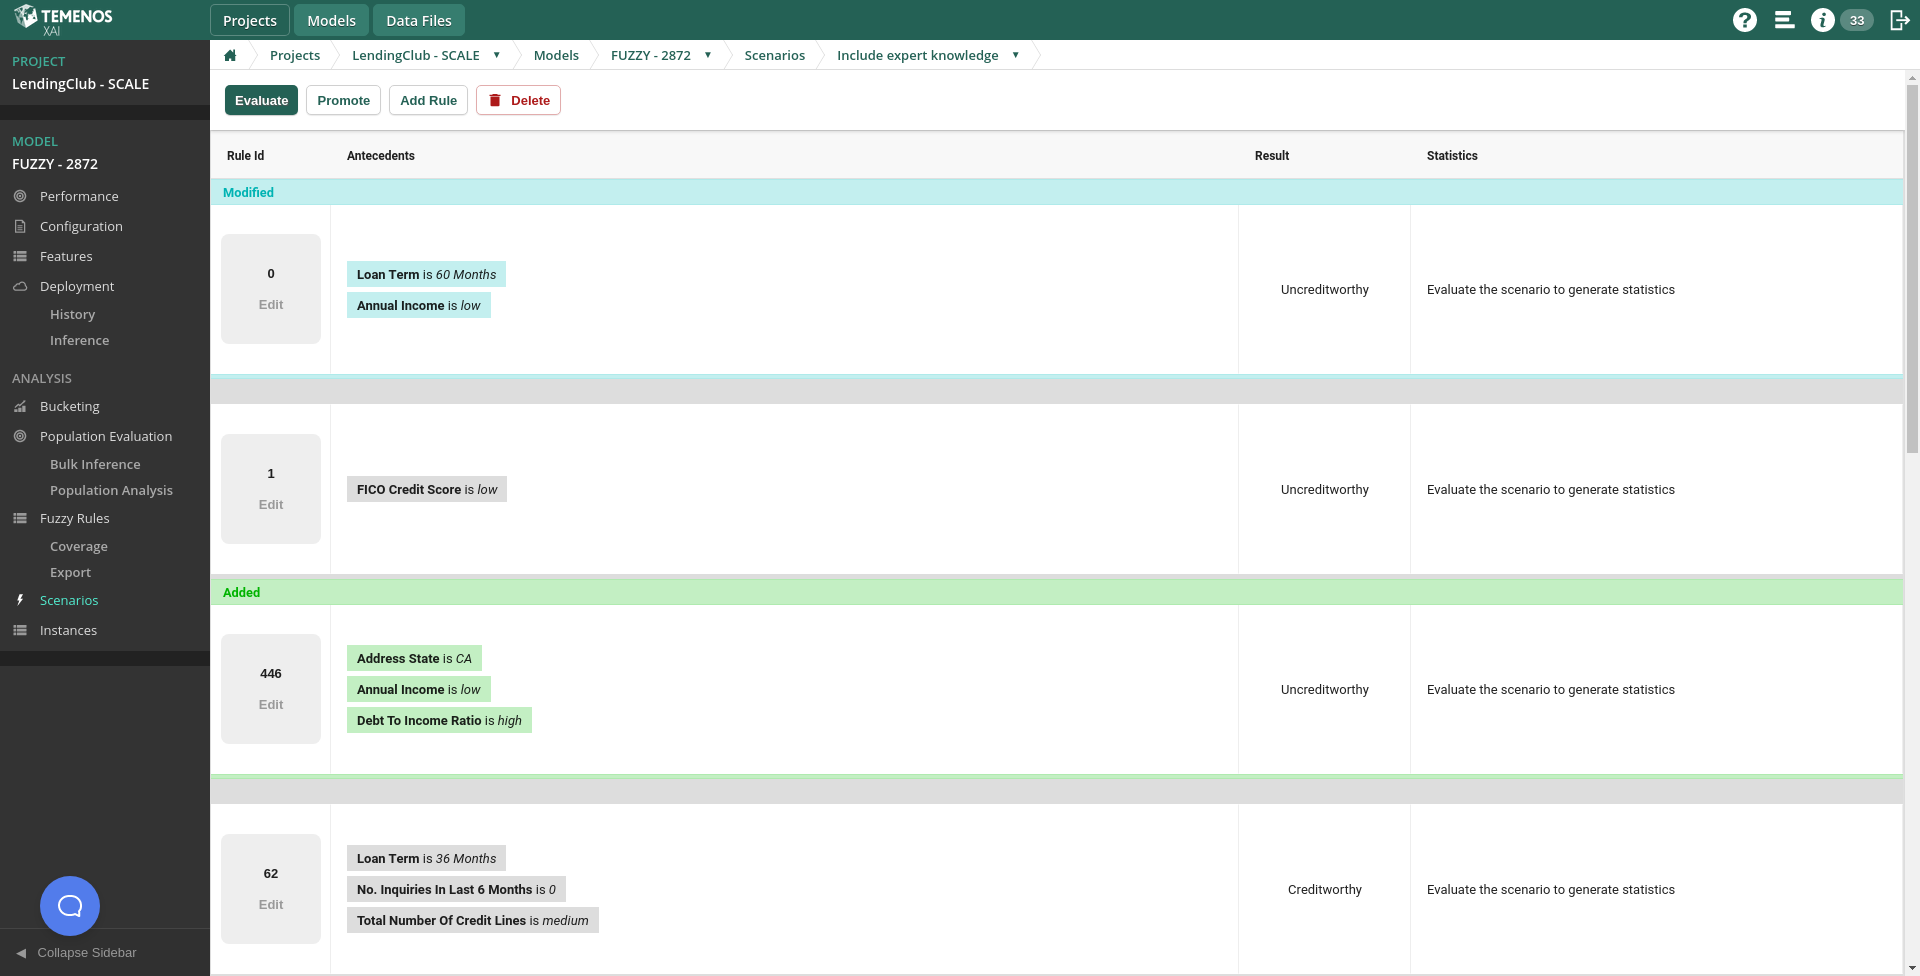 TEMENOS
XAI
Projects
Models
Data Files
33
PROJECT
LendingClub - SCALE
MODEL
FUZZY - 2872
Performance
Configuration
Features
Deployment
History
Inference
ANALYSIS
Bucketing
Population Evaluation
Bulk Inference
Population Analysis
Fuzzy Rules
Coverage
Export
Scenarios
Instances
Collapse Sidebar
Projects
LendingClub - SCALE
Models
FUZZY - 2872
Scenarios
Include expert knowledge
Evaluate
Promote
Add Rule
Delete
Rule Id
Antecedents
Result
Statistics
Modified
0
Edit
Loan Term is 60 Months
Annual Income is low
Uncreditworthy
Evaluate the scenario to generate statistics
1
Edit
FICO Credit Score is low
Uncreditworthy
Evaluate the scenario to generate statistics
Added
446
Edit
Address State is CA
Annual Income is low
Debt To Income Ratio is high
Uncreditworthy
Evaluate the scenario to generate statistics
62
Edit
Loan Term is 36 Months
No. Inquiries In Last 6 Months is 0
Total Number Of Credit Lines is medium
Creditworthy
Evaluate the scenario to generate statistics